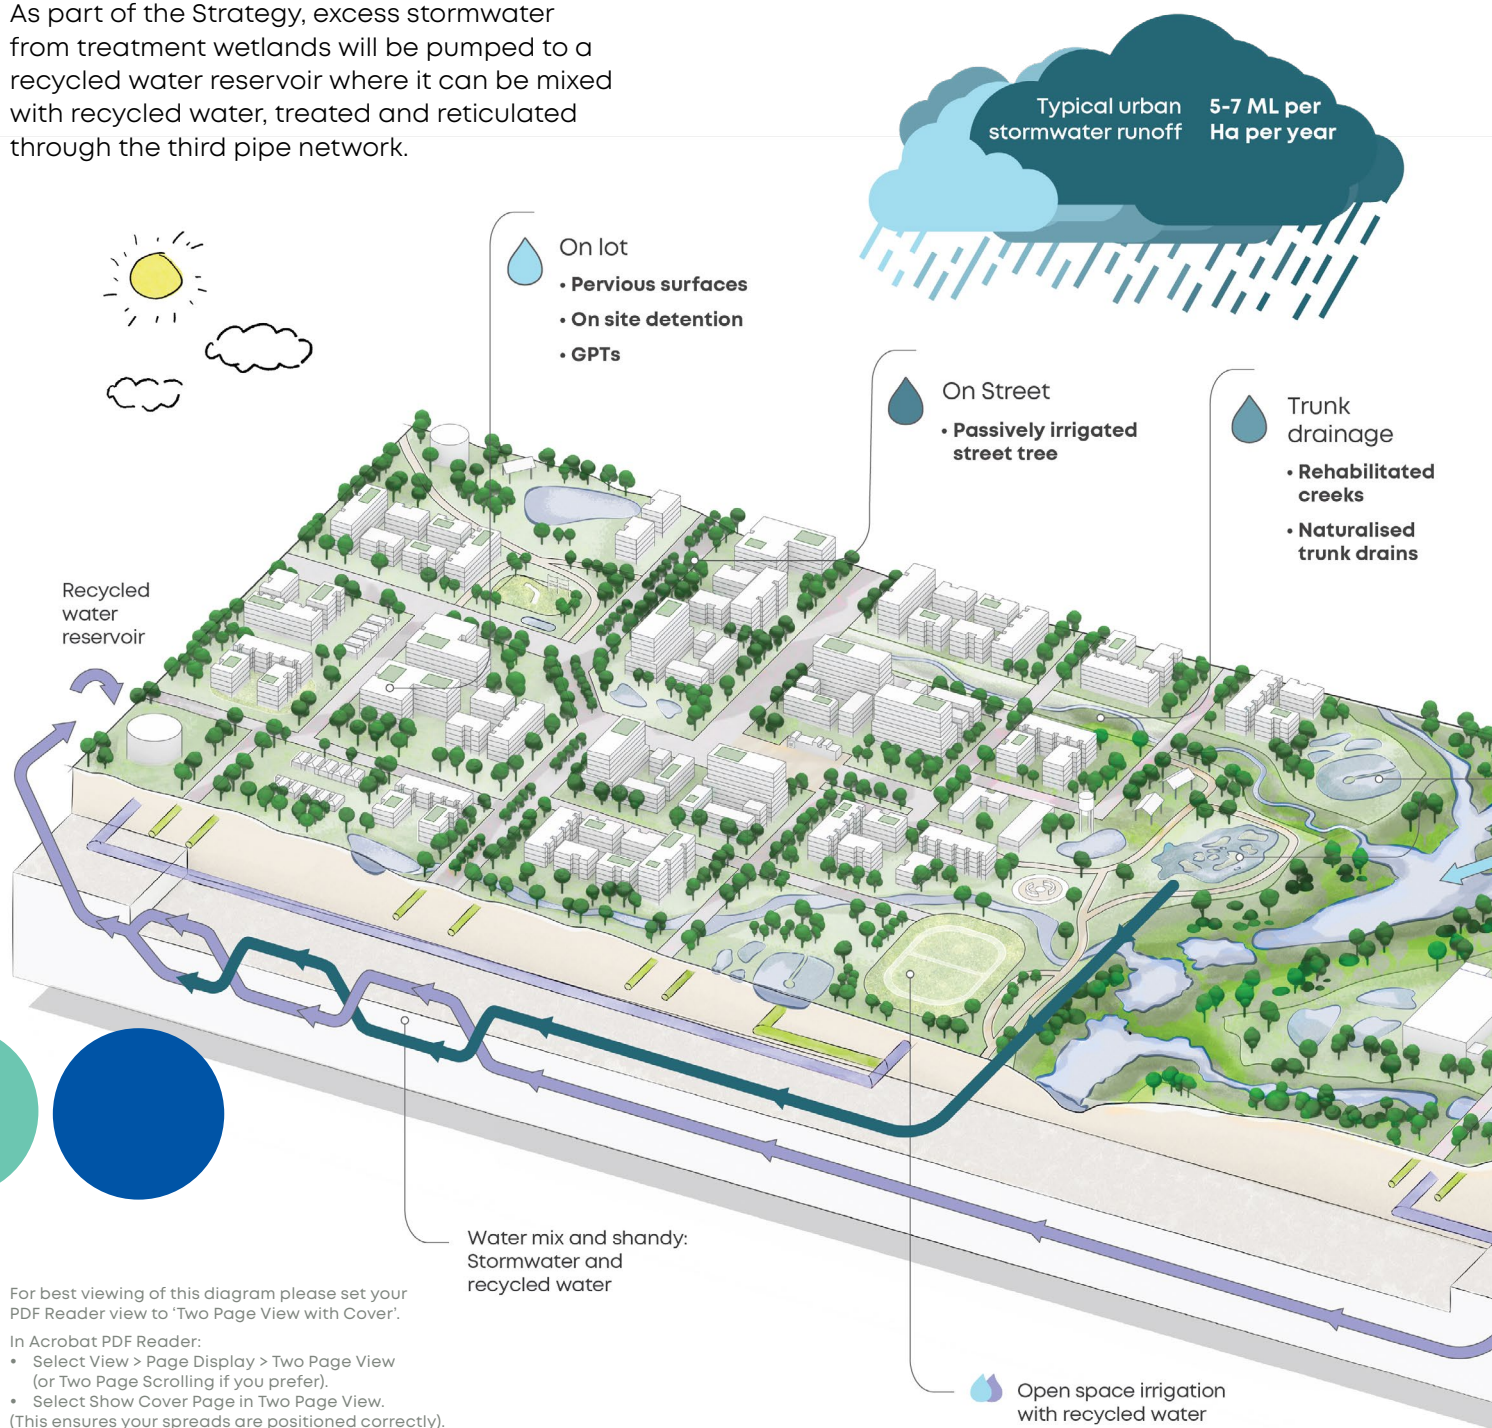 As part of the Strategy, excess stormwater
from treatment wetlands will be pumped to a
recycled water reservoir where it can be mixed
with recycled water, treated and reticulated
through the third pipe network.
Typical urban
stormwater runoff
5-7 ML per
Ha per year
On lot
• Pervious surfaces
• On site detention
• GPTs
On Street
• Passively irrigated
street tree
Trunk
drainage
• Rehabilitated
creeks
• Naturalised
trunk drains
Recycled
water
reservoir
Water mix and shandy:
Stormwater and
recycled water
For best viewing of this diagram please set your
PDF Reader view to ‘Two Page View with Cover’.
In Acrobat PDF Reader:
• Select View > Page Display > Two Page View
(or Two Page Scrolling if you prefer).
• Select Show Cover Page in Two Page View.
(This ensures your spreads are positioned correctly).
Open space irrigation
with recycled water